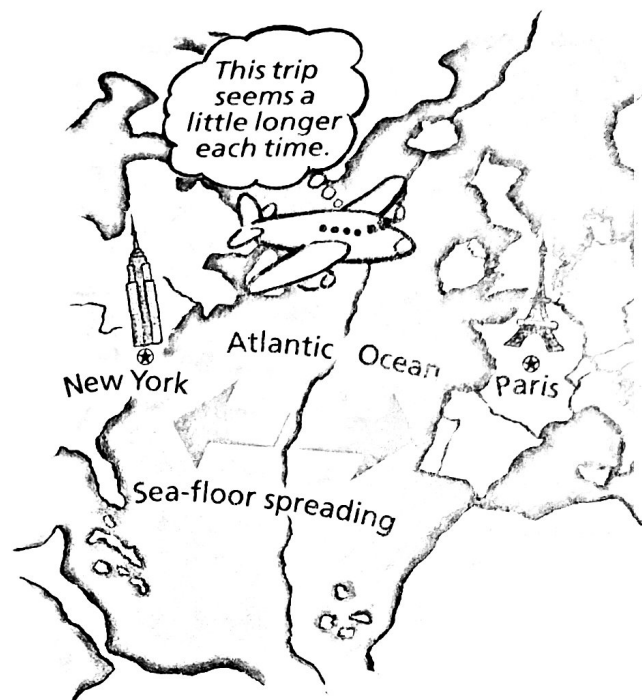 This trip
seems a
little longer
each time.
Atlantic Ocean
New York
Paris
Sea-floor spreading